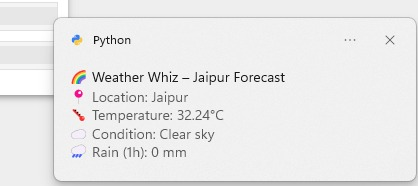 Python
🌈 Weather Whiz – Jaipur Forecast
📍 Location: Jaipur
🌡️ Temperature: 32.24°C
☁️ Condition: Clear sky
🌧️ Rain (1h): 0 mm